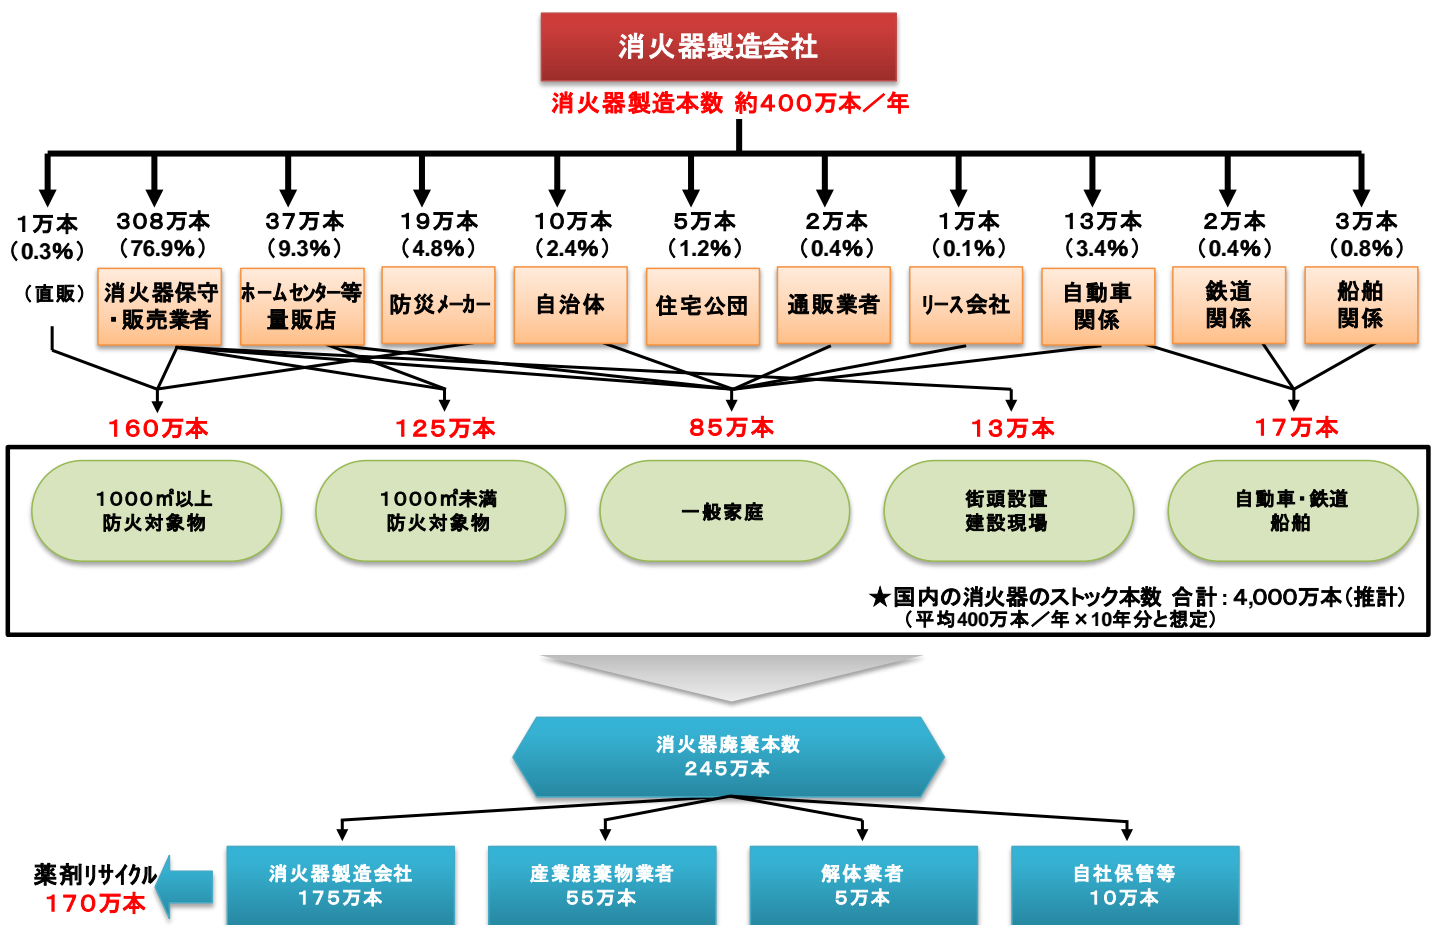 消火器製造会社
消火器製造本数 約４００万本／年
１万本
（0.3%）
308万本
（76.9%）
37万本
（9.3%）
19万本
（4.8%）
10万本
（2.4%）
５万本
（1.2%）
２万本
（0.4%）
１万本
（0.1%）
13万本
（3.4%）
２万本
（0.4%）
３万本
（0.8%）
（直販）
消火器保守
・販売業者
ホームセンター等
量販店
防災メーカー
自治体
住宅公団
通販業者
リース会社
自動車
関係
鉄道
関係
船舶
関係
１６０万本
１２５万本
８５万本
１３万本
１７万本
１０００㎡以上
防火対象物
１０００㎡未満
防火対象物
一般家庭
街頭設置
建設現場
自動車・鉄道
船舶
★国内の消火器のストック本数 合計：4,000万本（推計）
（平均400万本／年×10年分と想定）
消火器廃棄本数
２４５万本
薬剤リサイクル
１７０万本
消火器製造会社
１７５万本
産業廃棄物業者
５５万本
解体業者
５万本
自社保管等
１０万本